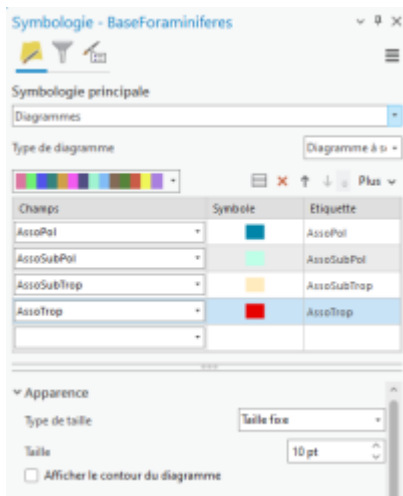 Symbologie - BaseForaminiferes
Symbologie principale
Diagrammes
Type de diagramme Diagramme à s
Plus
Champs Symbole Etiquette
AssoPol AssoPol
AssoSubPol AssoSubPol
AssoSubTrop AssoSubTrop
AssoTrop AssoTrop
Apparence
Type de taille Taille fixe
Taille 10 pt
Afficher le contour du diagramme